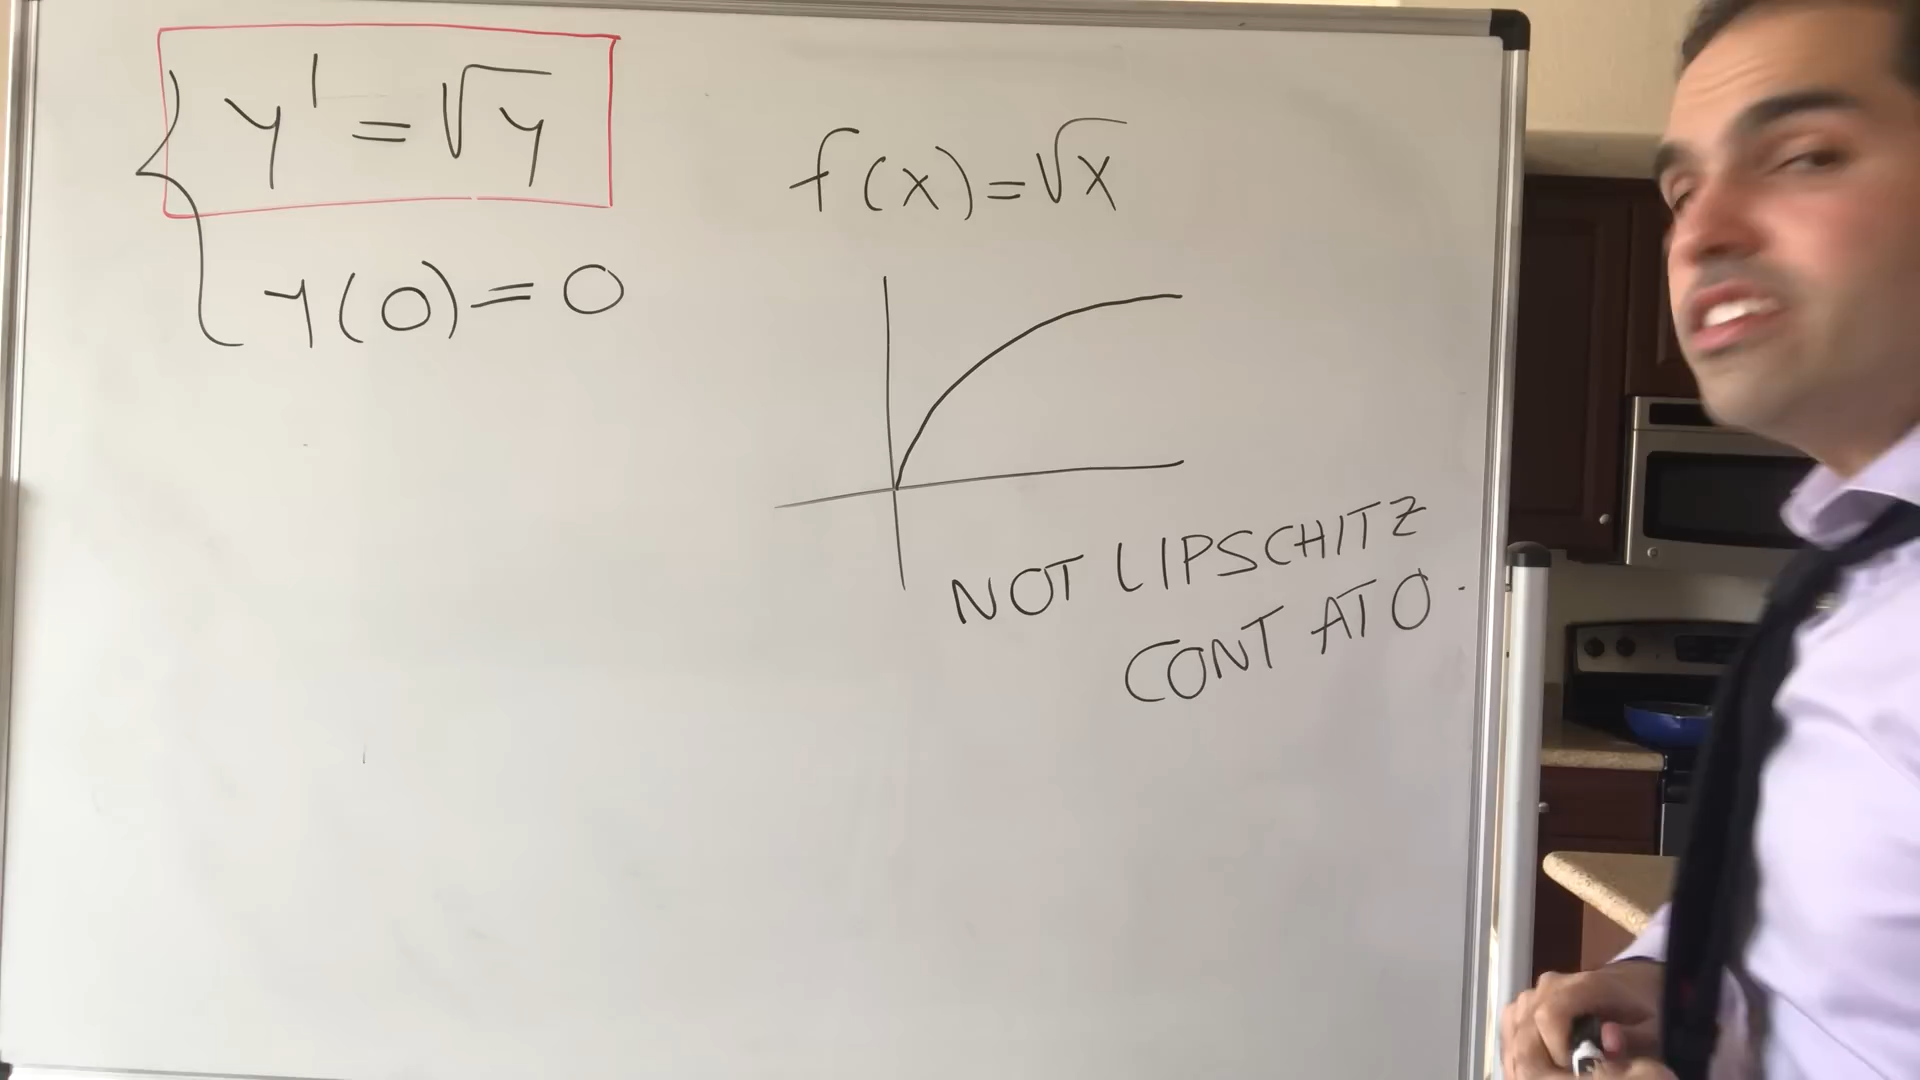 y' = √y
y(0) = 0
f(x) = √x
NOT LIPSCHITZ
CONT AT 0.